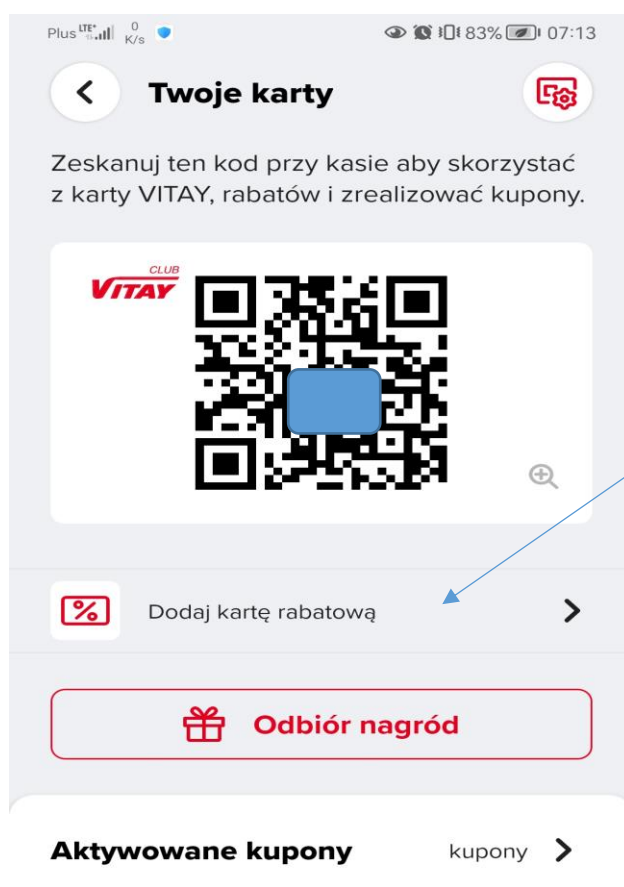 Plus LTE+ 0 K/s 83% 07:13
Twoje karty
Zeskanuj ten kod przy kasie aby skorzystać
z karty VITAY, rabatów i zrealizować kupony.
CLUB
VITAY
Dodaj kartę rabatową
Odbiór nagród
Aktywowane kupony kupony